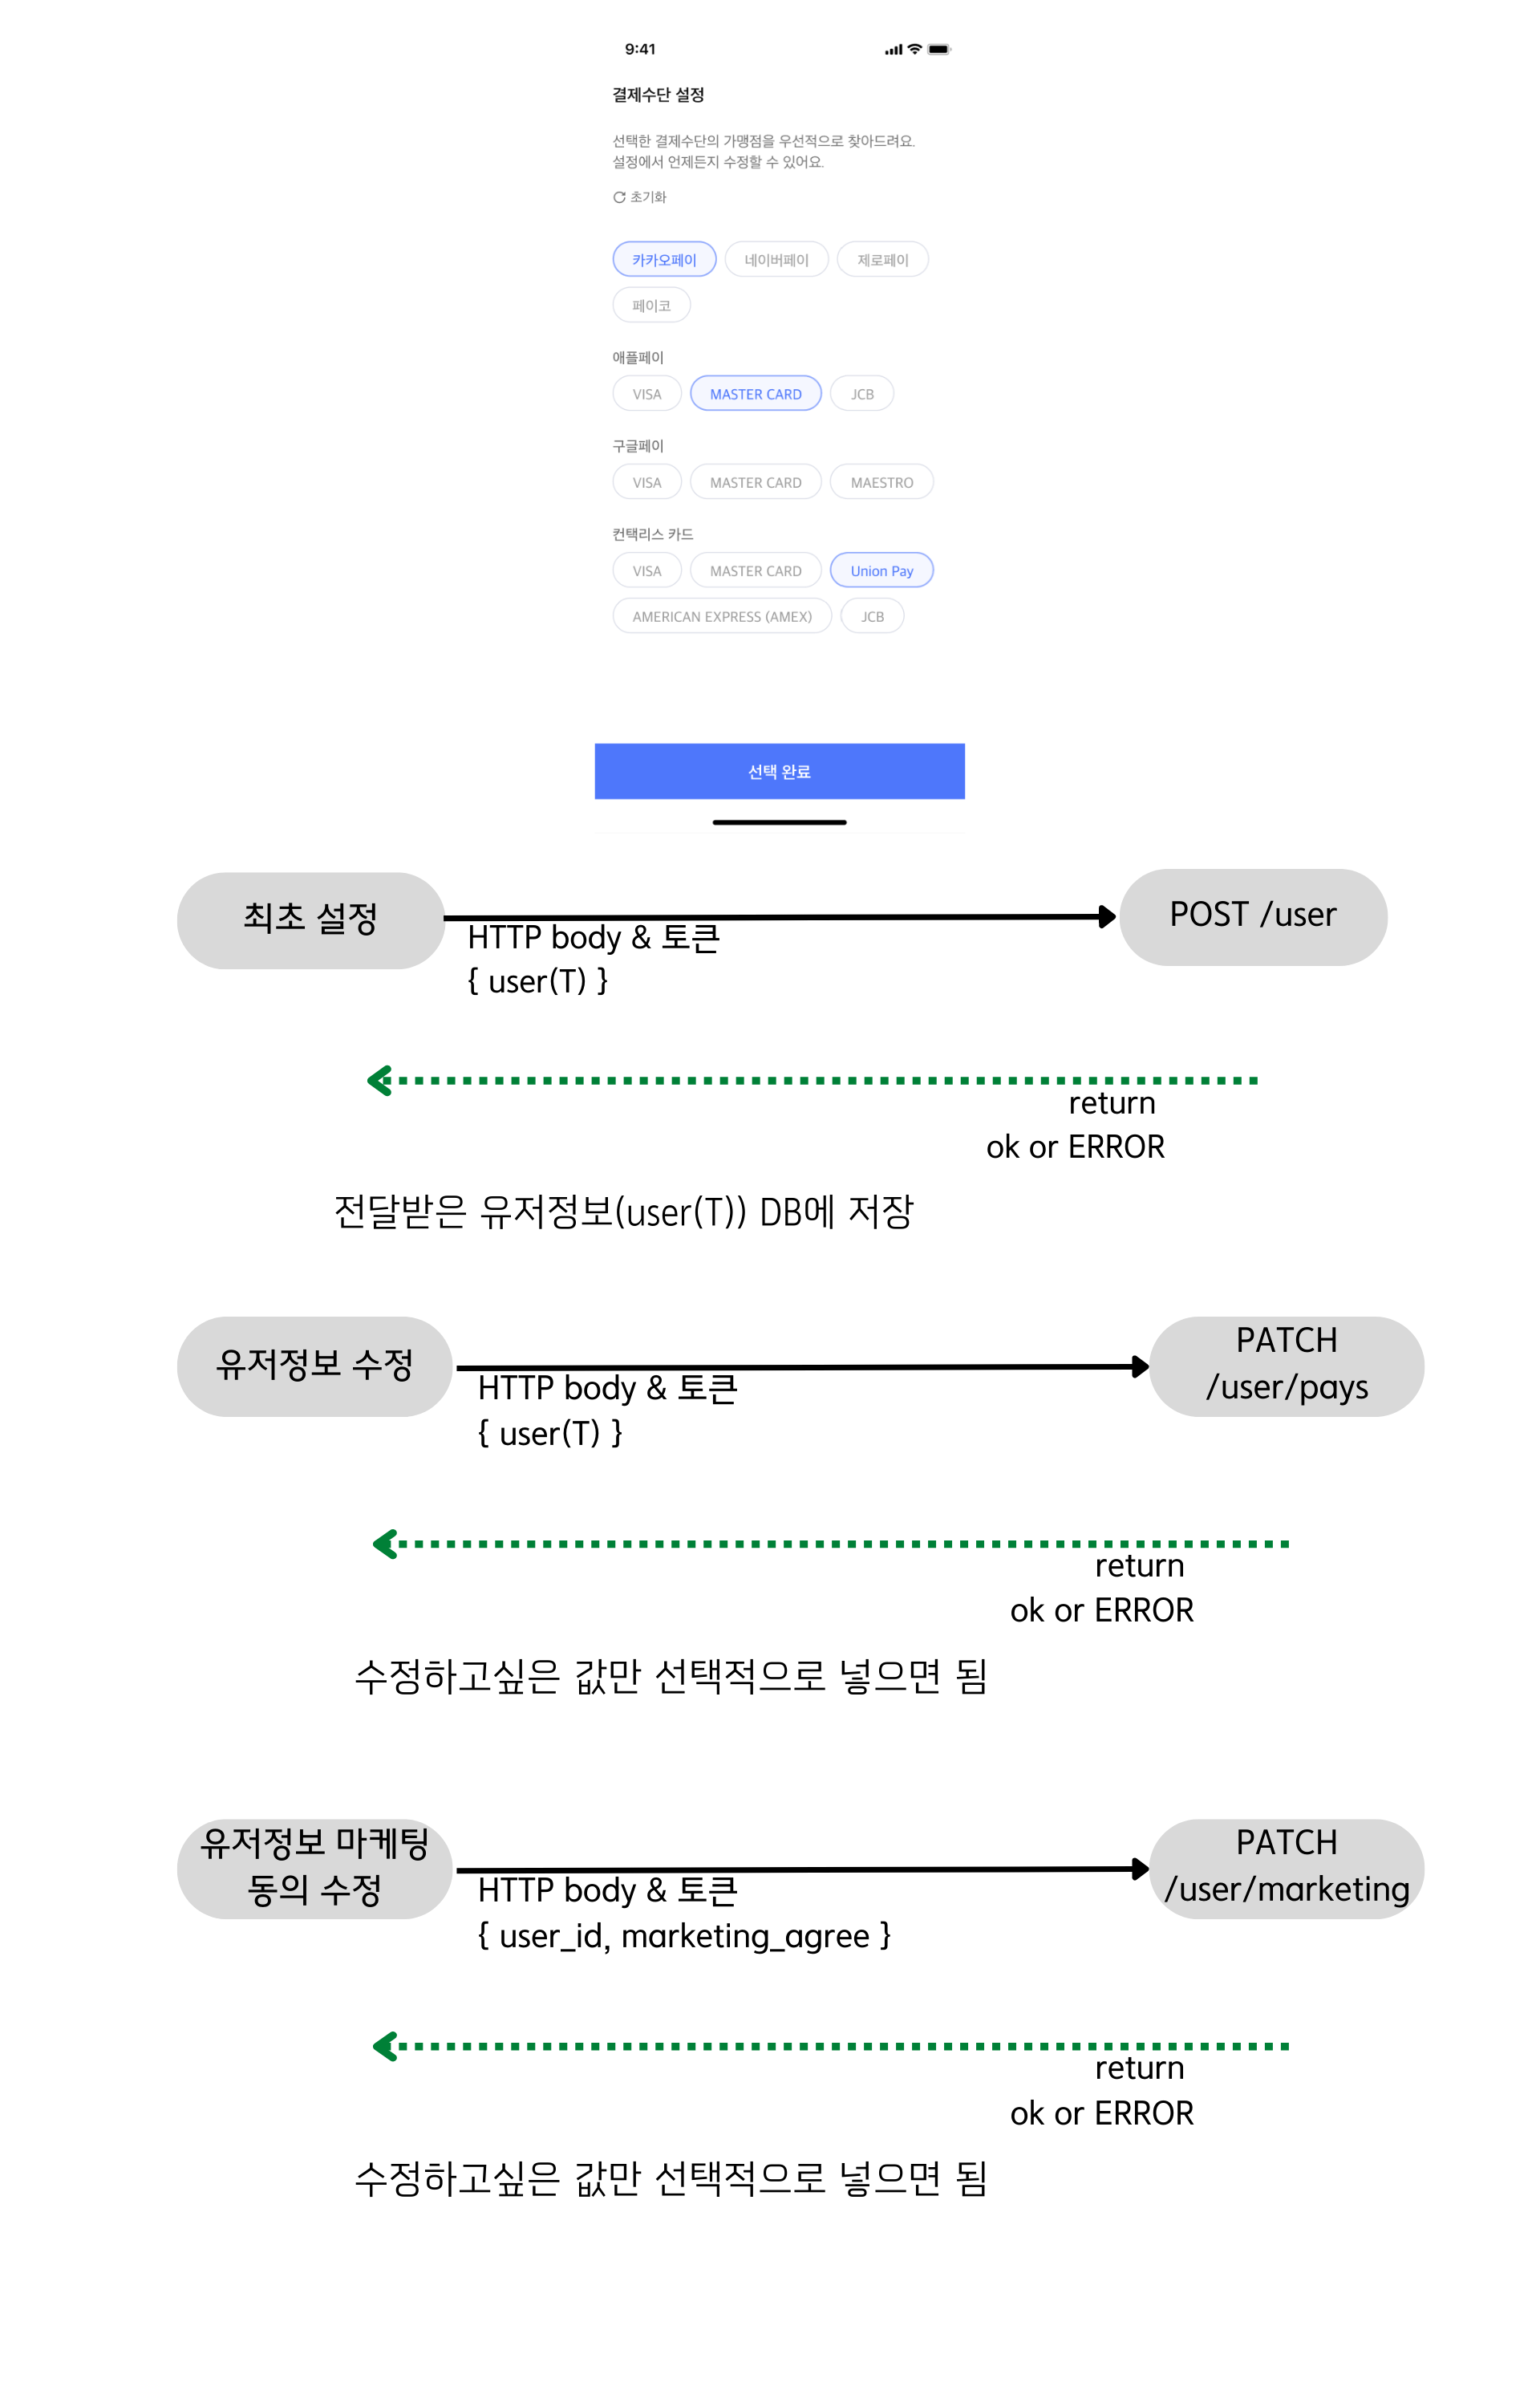 9:41
결제수단 설정
선택한 결제수단의 가맹점을 우선적으로 찾아드려요.
설정에서 언제든지 수정할 수 있어요.
초기화
카카오페이 네이버페이 제로페이
페이코
애플페이
VISA MASTER CARD JCB
구글페이
VISA MASTER CARD MAESTRO
컨택리스 카드
VISA MASTER CARD Union Pay
AMERICAN EXPRESS (AMEX) JCB
선택 완료
최초 설정
HTTP body & 토큰
{ user(T) }
POST /user
return
ok or ERROR
전달받은 유저정보(user(T)) DB에 저장
유저정보 수정
HTTP body & 토큰
{ user(T) }
PATCH
/user/pays
return
ok or ERROR
수정하고싶은 값만 선택적으로 넣으면 됨
유저정보 마케팅
동의 수정
HTTP body & 토큰
{ user_id, marketing_agree }
PATCH
/user/marketing
return
ok or ERROR
수정하고싶은 값만 선택적으로 넣으면 됨